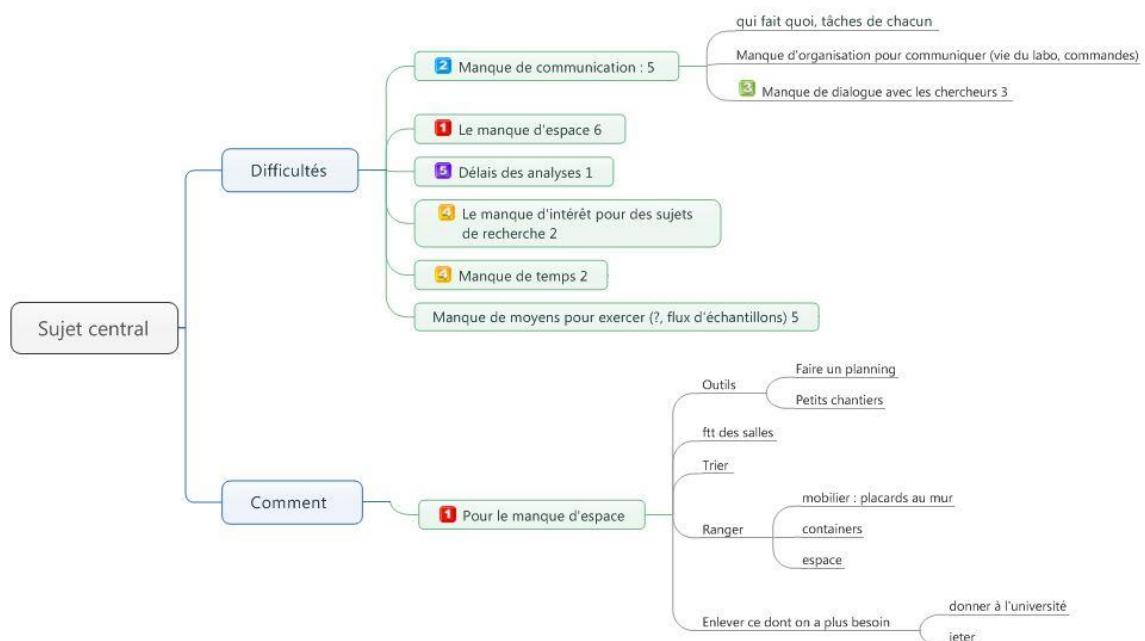 Sujet central
Difficultés
2 Manque de communication : 5
qui fait quoi, tâches de chacun
Manque d'organisation pour communiquer (vie du labo, commandes)
3 Manque de dialogue avec les chercheurs 3
1 Le manque d'espace 6
5 Délais des analyses 1
4 Le manque d'intérêt pour des sujets
de recherche 2
4 Manque de temps 2
Manque de moyens pour exercer (?, flux d'échantillons) 5
Comment
1 Pour le manque d'espace
Outils
Faire un planning
Petits chantiers
ftt des salles
Trier
Ranger
mobilier : placards au mur
containers
espace
Enlever ce dont on a plus besoin
donner à l'université
jeter